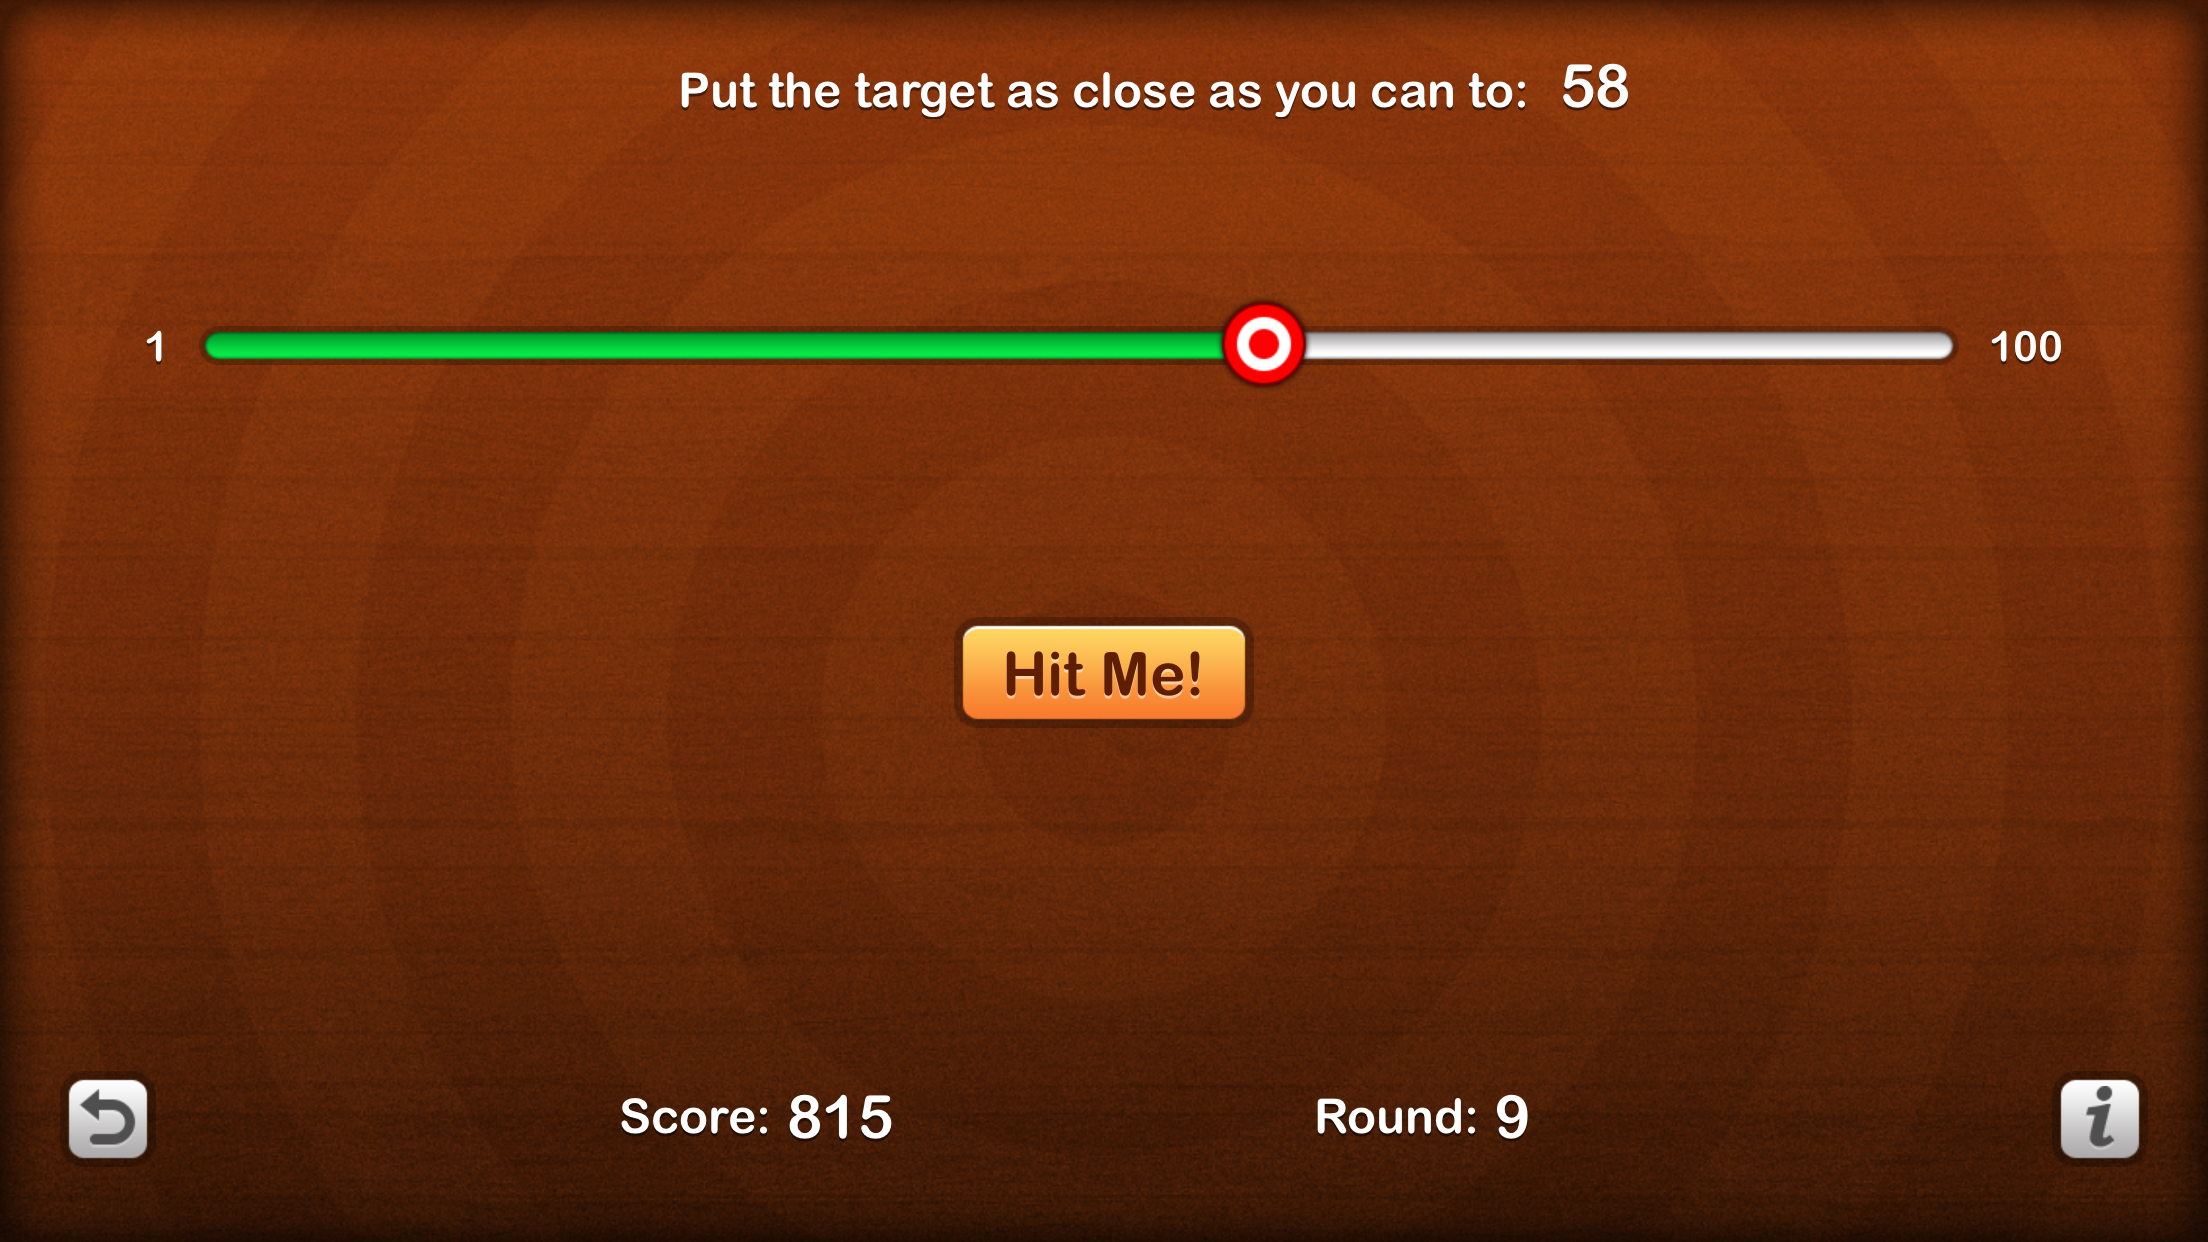 Put the target as close as you can to: 58
1 100
Hit Me!
Score: 815 Round: 9
i